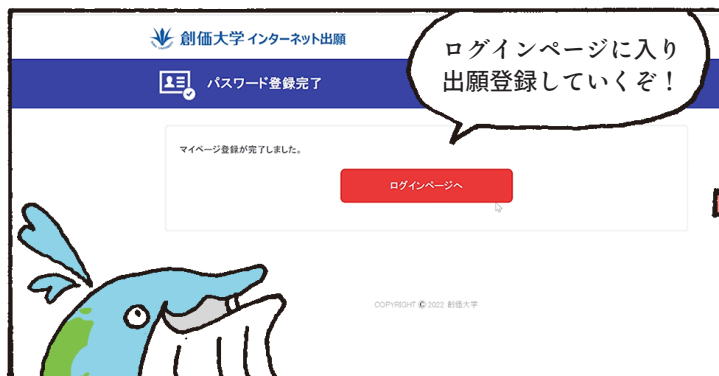 創価大学 インターネット出願
ログインページに入り
出願登録していくぞ！
パスワード登録完了
マイページ登録が完了しました。
ログインページへ
COPYRIGHT © 2022 創価大学